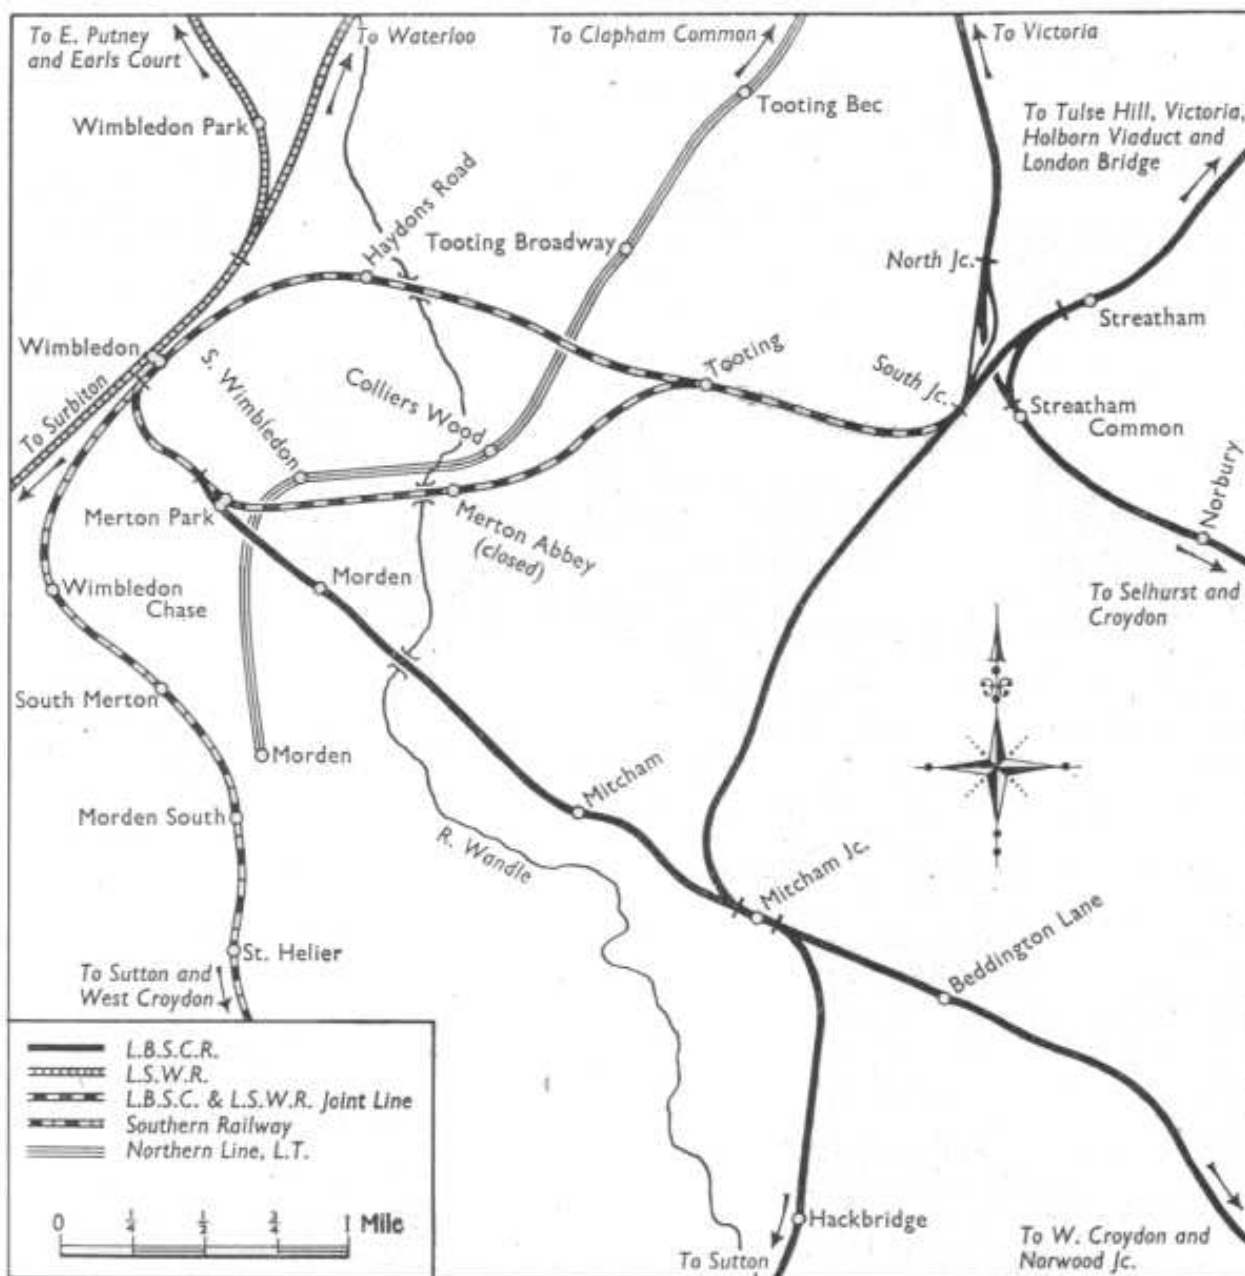 To E. Putney
and Earls Court
To Waterloo
To Clapham Common
To Victoria
Wimbledon Park
Tooting Bec
To Tulse Hill, Victoria,
Holborn Viaduct and
London Bridge
Haydons Road
Tooting Broadway
North Jc.
Streatham
Wimbledon
S. Wimbledon
Colliers Wood
Tooting
South Jc.
To Surbiton
Streatham
Common
Norbury
Merton Park
Merton Abbey
(closed)
Morden
Wimbledon
Chase
To Selhurst and
Croydon
South Merton
Morden
Morden South
Mitcham
R. Wandle
Mitcham Jc.
Beddington Lane
St. Helier
To Sutton and
West Croydon
L.B.S.C.R.
L.S.W.R.
L.B.S.C. & L.S.W.R. Joint Line
Southern Railway
Northern Line, L.T.
0 1/4 1/2 3/4 1 Mile
Hackbridge
To Sutton
To W. Croydon and
Norwood Jc.